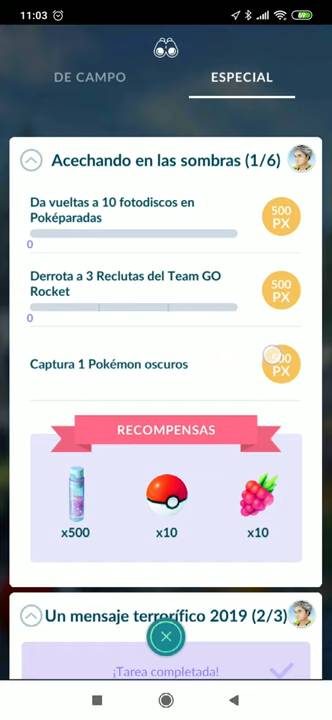 11:03
69
DE CAMPO
ESPECIAL
Acechando en las sombras (1/6)
Da vueltas a 10 fotodiscos en
Poképaradas
500
PX
0
Derrota a 3 Reclutas del Team GO
Rocket
500
PX
0
Captura 1 Pokémon oscuros
500
PX
RECOMPENSAS
x500
x10
x10
Un mensaje terrorífico 2019 (2/3)
¡Tarea completada!